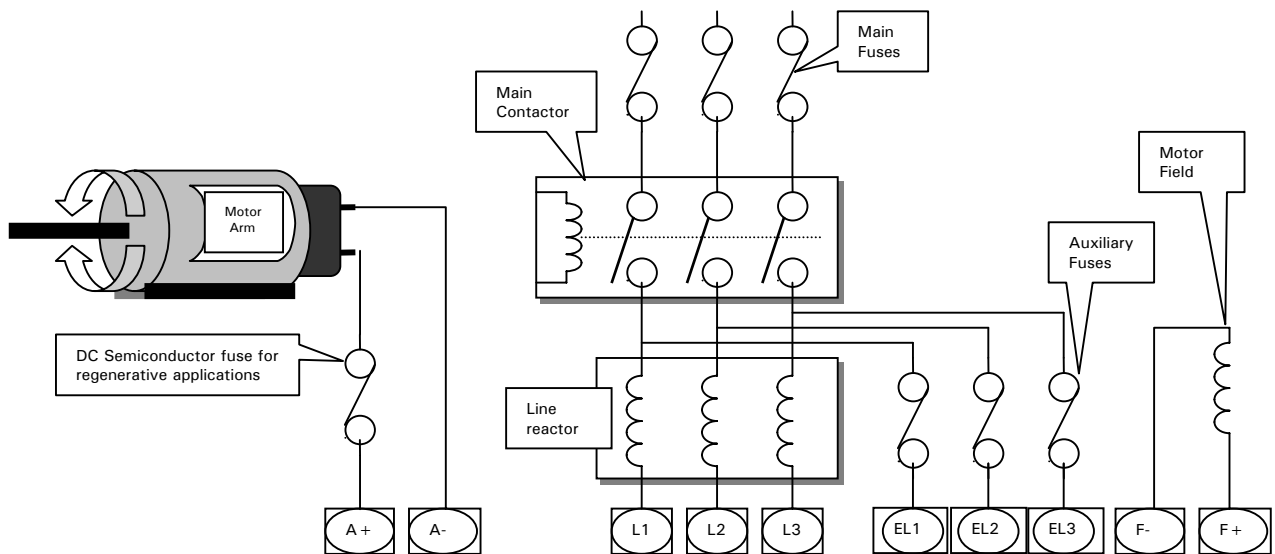 Main
Fuses
Main
Contactor
Motor
Field
Motor
Arm
Auxiliary
Fuses
DC Semiconductor fuse for
regenerative applications
Line
reactor
A+
A-
L1
L2
L3
EL1
EL2
EL3
F-
F+